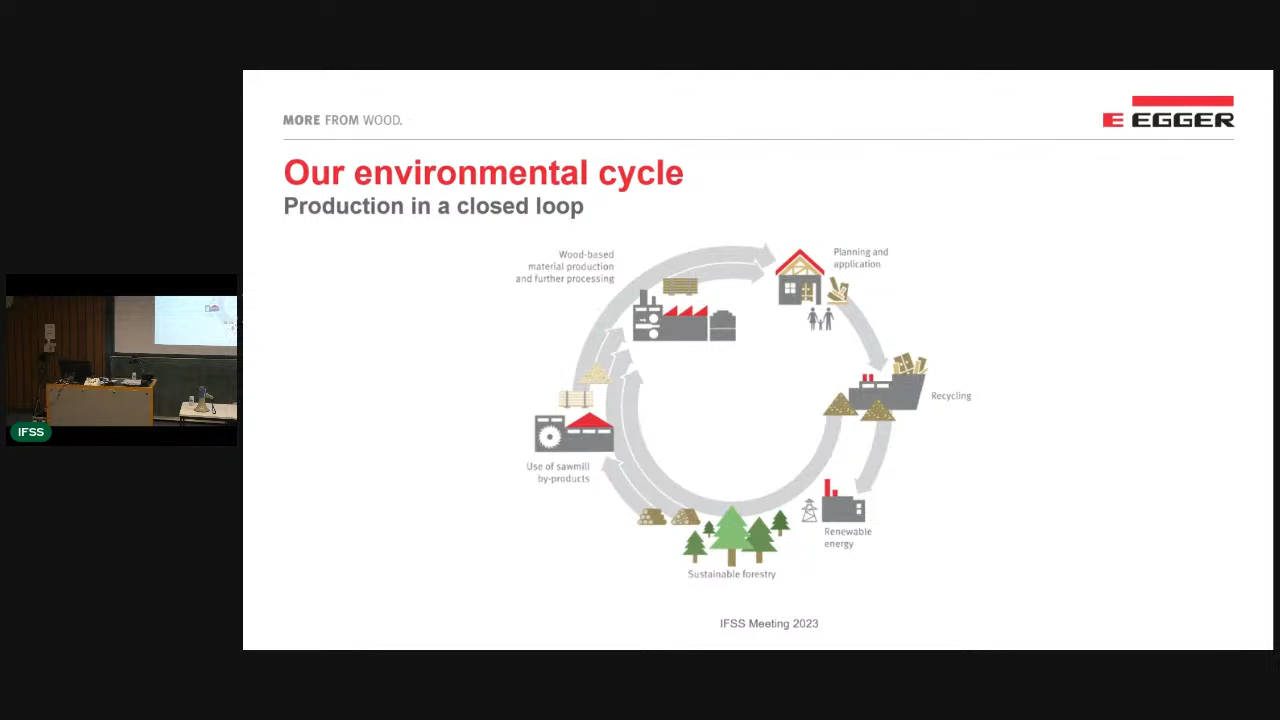 MORE FROM WOOD.
E EGGER
Our environmental cycle
Production in a closed loop
Wood-based
material production
and further processing
Planning and
application
Recycling
Use of sawmill
by-products
Renewable
energy
Sustainable forestry
IFSS Meeting 2023
IFSS